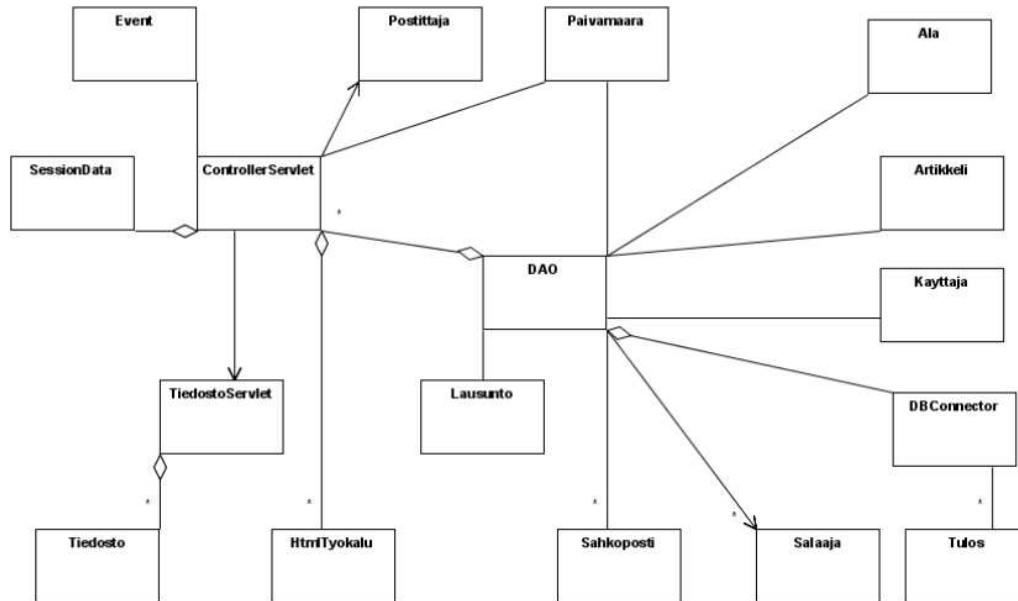 Event
Postittaja
Paivamaara
Ala
SessionData
ControllerServlet
Artikkeli
*
DAO
Kayttaja
TiedostoServlet
Lausunto
DBConnector
*
*
*
*
*
Tiedosto
HtmlTyokalu
Sahkoposti
Salaaja
Tulos